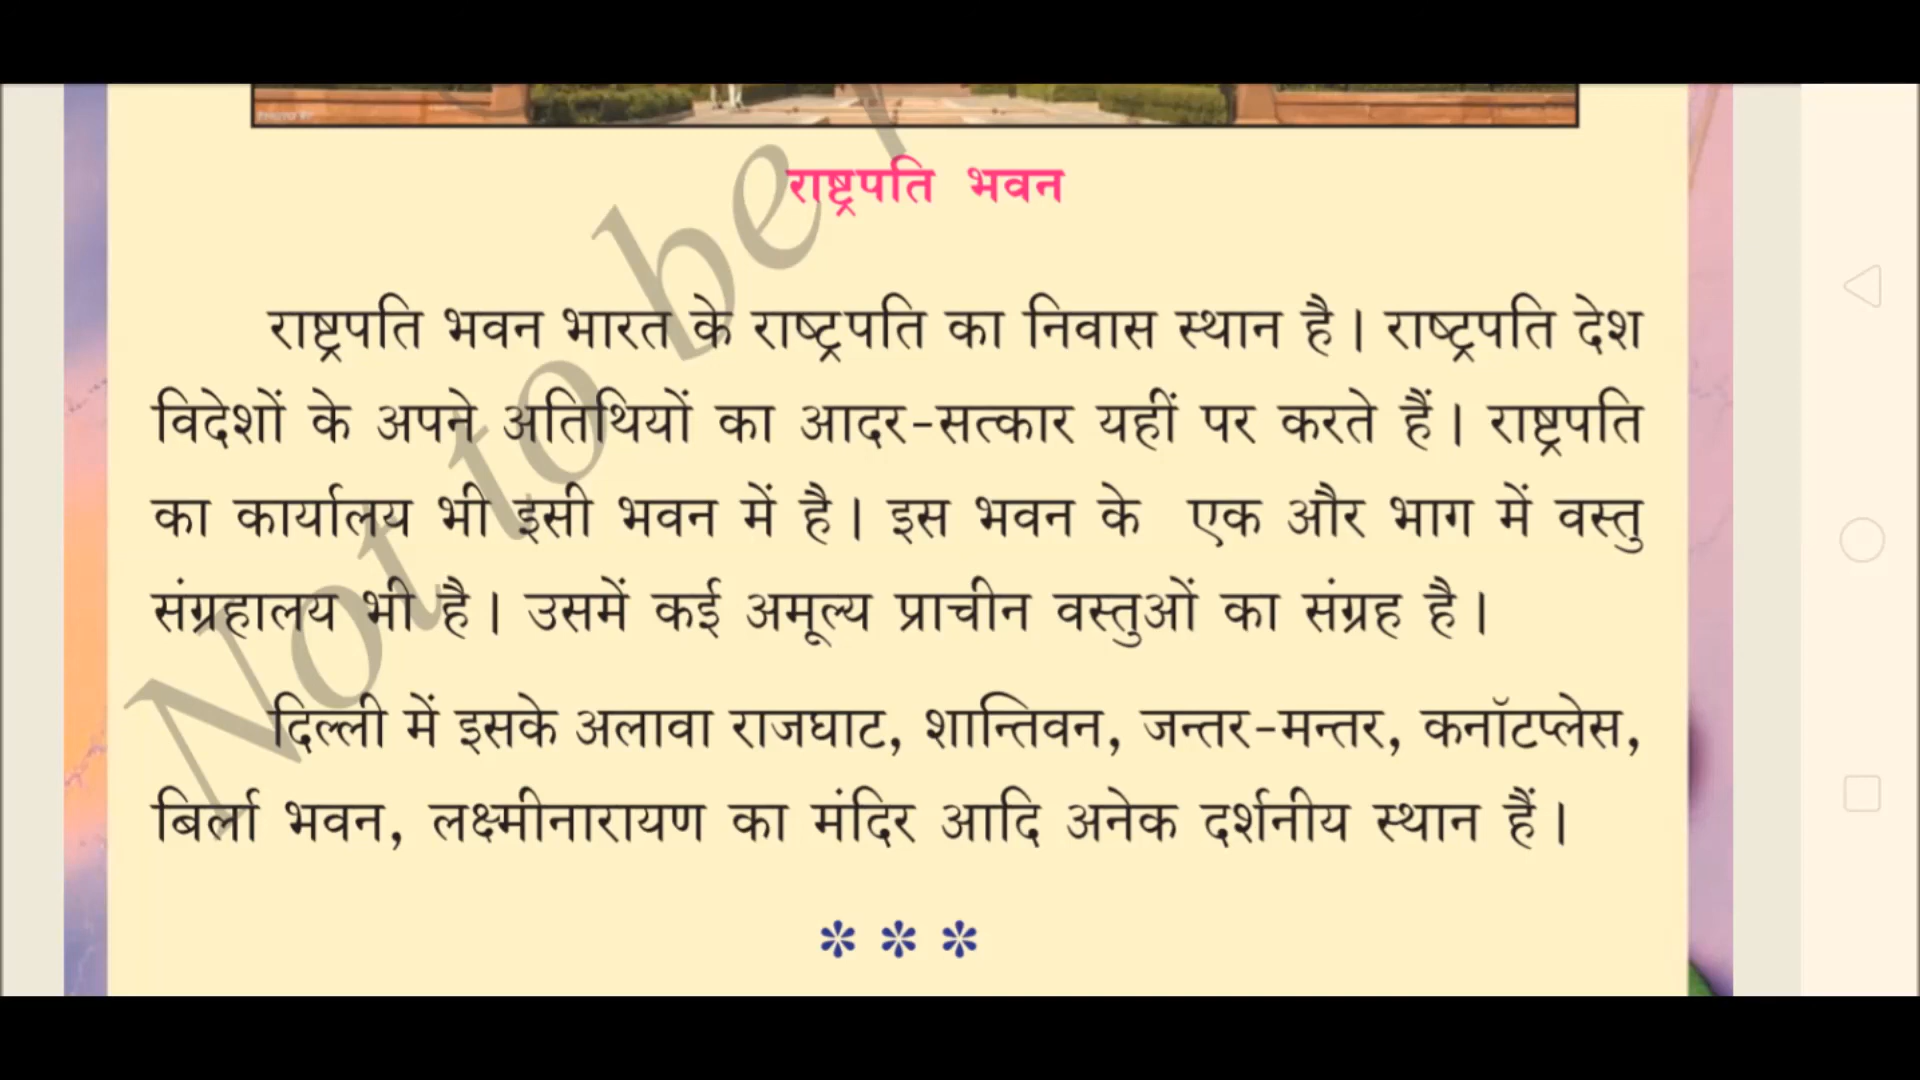 राष्ट्रपति भवन
राष्ट्रपति भवन भारत के राष्ट्रपति का निवास स्थान है। राष्ट्रपति देश
विदेशों के अपने अतिथियों का आदर-सत्कार यहीं पर करते हैं। राष्ट्रपति
का कार्यालय भी इसी भवन में है। इस भवन के एक और भाग में वस्तु
संग्रहालय भी है। उसमें कई अमूल्य प्राचीन वस्तुओं का संग्रह है।
दिल्ली में इसके अलावा राजघाट, शान्तिवन, जन्तर-मन्तर, कनॉटप्लेस,
बिर्ला भवन, लक्ष्मीनारायण का मंदिर आदि अनेक दर्शनीय स्थान हैं।
* * *
Not to be